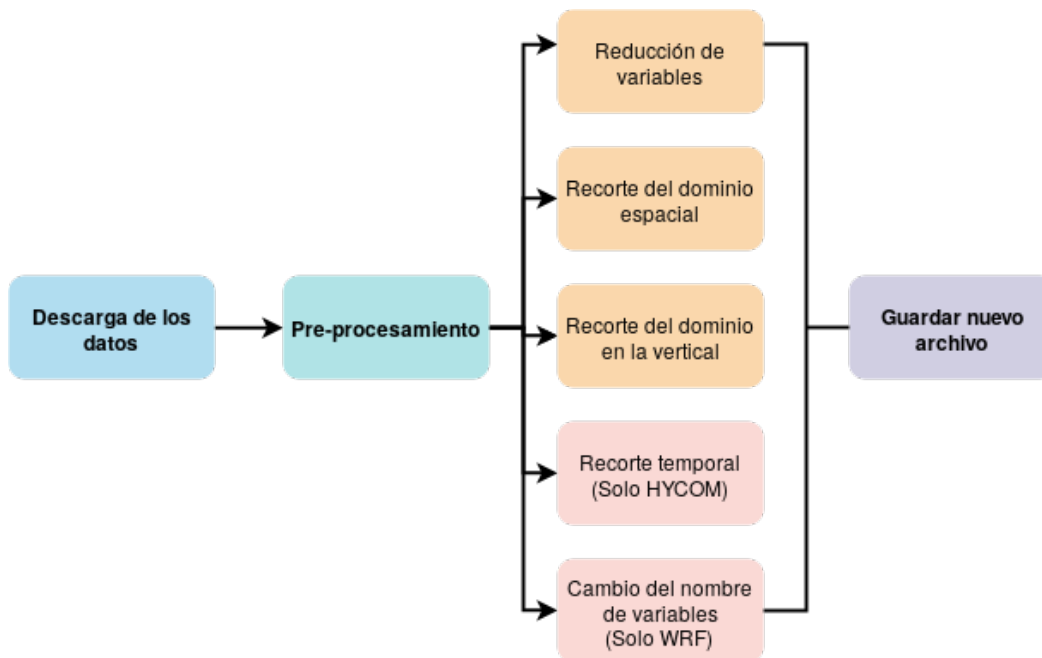 Descarga de los
datos
Pre-procesamiento
Reducción de
variables
Recorte del dominio
espacial
Recorte del dominio
en la vertical
Recorte temporal
(Solo HYCOM)
Cambio del nombre
de variables
(Solo WRF)
Guardar nuevo
archivo